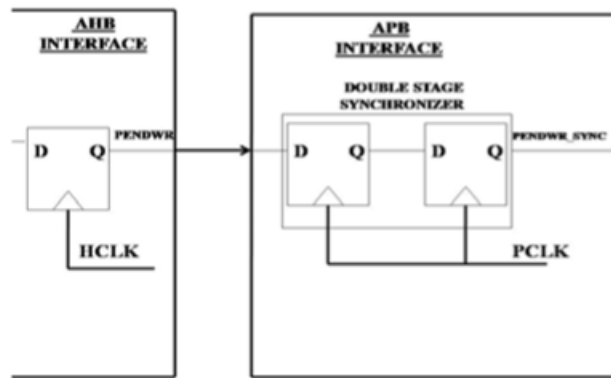 AHB
INTERFACE
APB
INTERFACE
DOUBLE STAGE
SYNCHRONIZER
PENDWR
D Q
D Q
D Q
PENDWR_SYNC
HCLK
PCLK